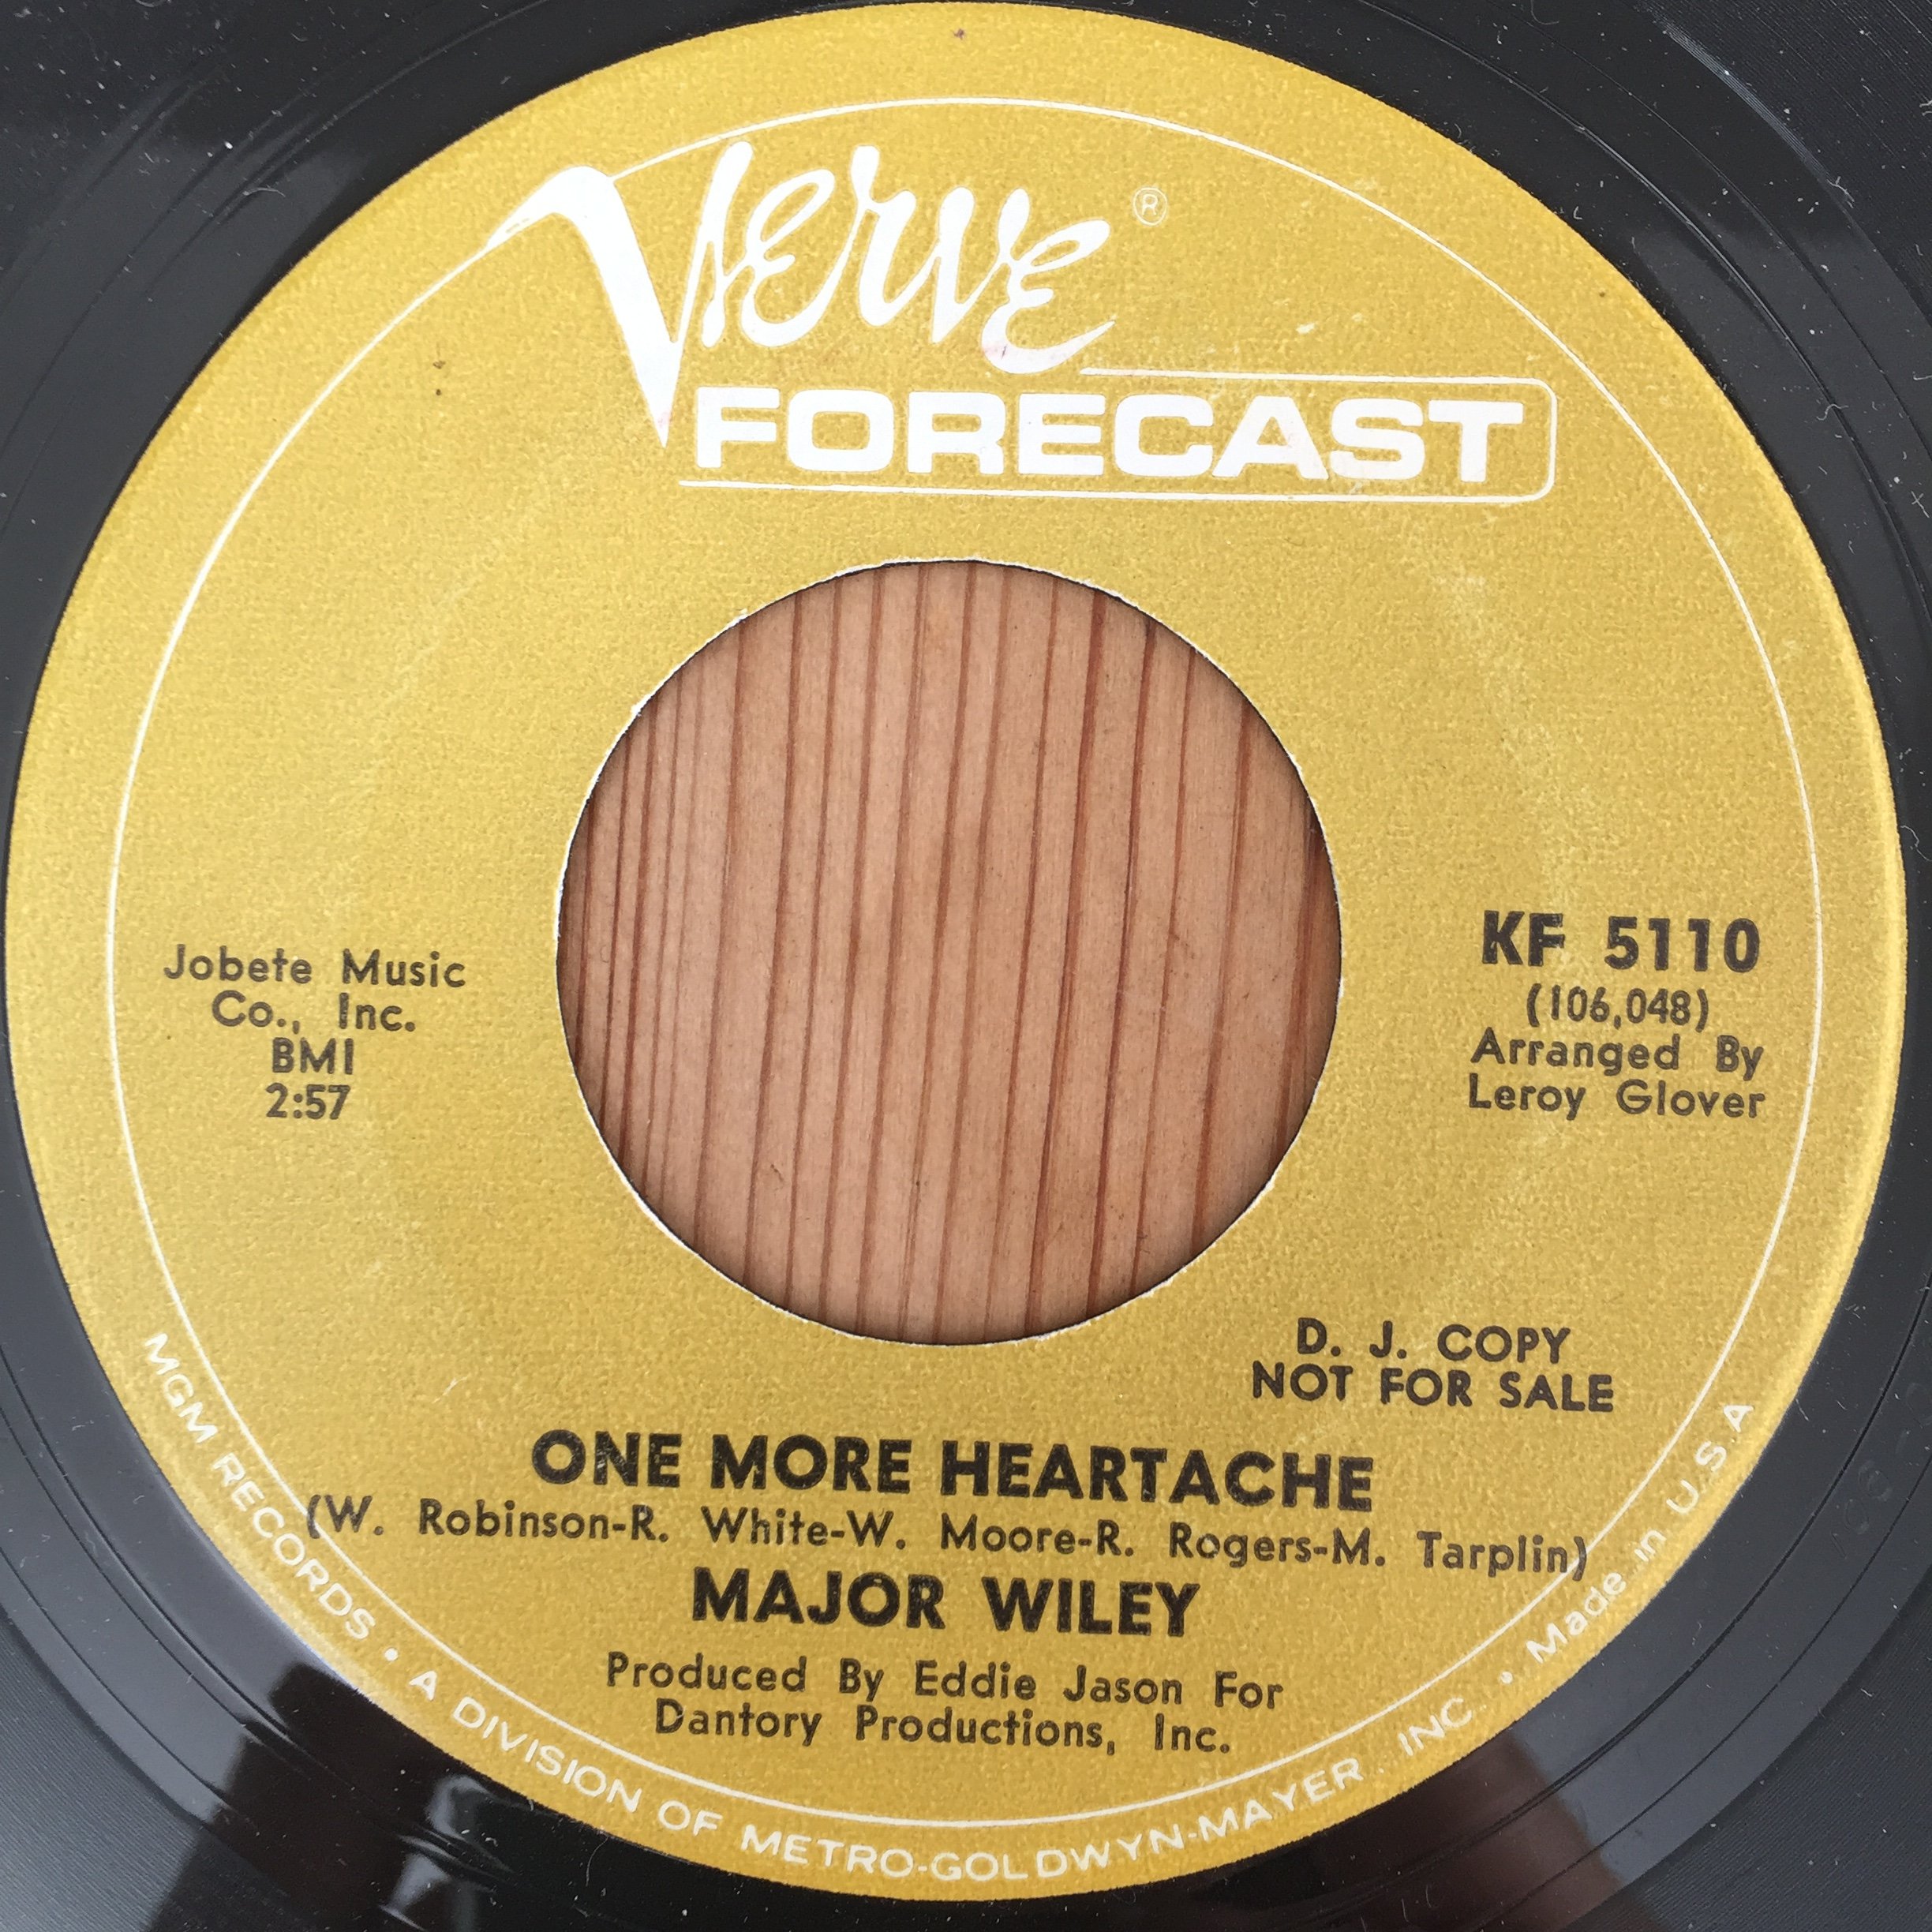 Verve ®
FORECAST
Jobete Music
Co., Inc.
BMI
2:57
KF 5110
(106,048)
Arranged By
Leroy Glover
D. J. COPY
NOT FOR SALE
ONE MORE HEARTACHE
(W. Robinson-R. White-W. Moore-R. Rogers-M. Tarplin)
MAJOR WILEY
Produced By Eddie Jason For
Dantory Productions, Inc.
MGM RECORDS • A DIVISION OF METRO-GOLDWYN-MAYER, INC. • Made in U.S.A